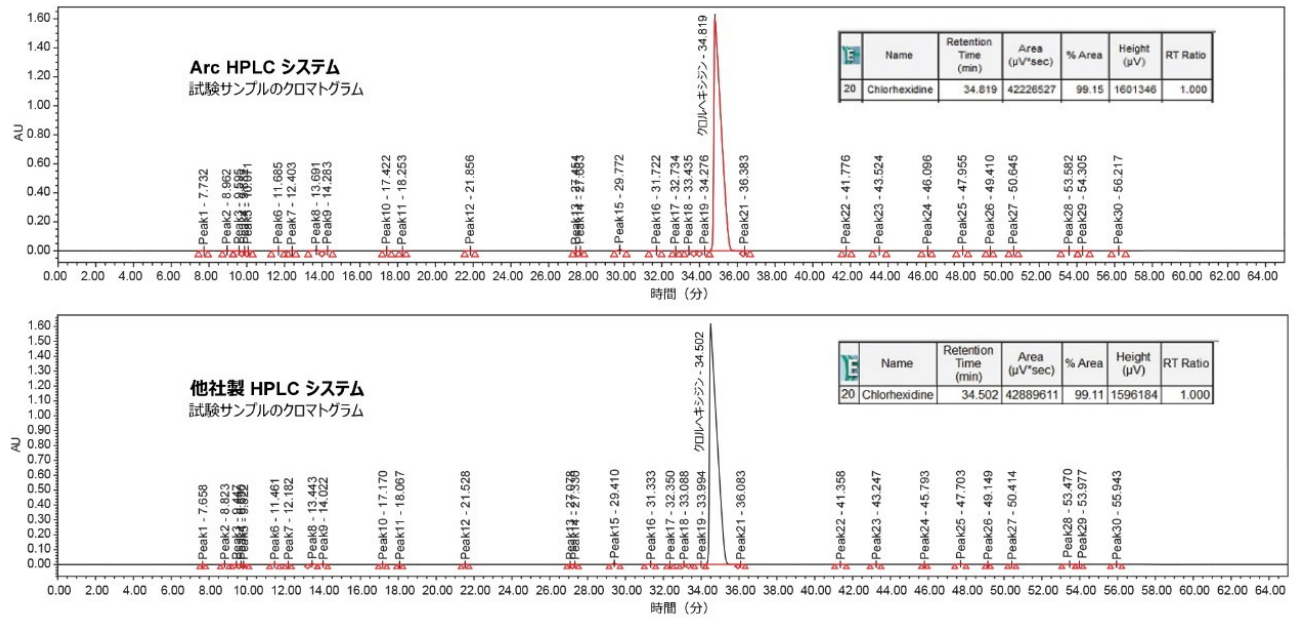 Arc HPLC システム
試験サンプルのクロマトグラム
AU
1.60
1.40
1.20
1.00
0.80
0.60
0.40
0.20
0.00
Peak1 - 7.732
Peak2 - 8.962
Peak6 - 11.685
Peak7 - 12.403
Peak8 - 13.691
Peak9 - 14.283
Peak10 - 17.422
Peak11 - 18.253
Peak12 - 21.856
Peak15 - 29.772
Peak16 - 31.722
Peak17 - 32.734
Peak18 - 33.435
Peak19 - 34.276
クロルヘキシジン - 34.819
Peak21 - 36.383
Peak22 - 41.776
Peak23 - 43.524
Peak24 - 46.096
Peak25 - 47.955
Peak26 - 49.410
Peak27 - 50.645
Peak28 - 53.582
Peak29 - 54.305
Peak30 - 56.217
Name Retention Time (min) Area (µV*sec) % Area Height (µV) RT Ratio
20 Chlorhexidine 34.819 42226527 99.15 1601346 1.000
0.00 2.00 4.00 6.00 8.00 10.00 12.00 14.00 16.00 18.00 20.00 22.00 24.00 26.00 28.00 30.00 32.00 34.00 36.00 38.00 40.00 42.00 44.00 46.00 48.00 50.00 52.00 54.00 56.00 58.00 60.00 62.00 64.00
時間（分）
他社製 HPLC システム
試験サンプルのクロマトグラム
AU
1.60
1.50
1.40
1.30
1.20
1.10
1.00
0.90
0.80
0.70
0.60
0.50
0.40
0.30
0.20
0.10
0.00
Peak1 - 7.658
Peak2 - 8.823
Peak6 - 11.461
Peak7 - 12.182
Peak8 - 13.443
Peak9 - 14.022
Peak10 - 17.170
Peak11 - 18.067
Peak12 - 21.528
Peak15 - 29.410
Peak16 - 31.333
Peak17 - 32.350
Peak18 - 33.088
Peak19 - 33.994
クロルヘキシジン - 34.502
Peak21 - 36.083
Peak22 - 41.358
Peak23 - 43.247
Peak24 - 45.793
Peak25 - 47.703
Peak26 - 49.149
Peak27 - 50.414
Peak28 - 53.470
Peak29 - 53.977
Peak30 - 55.943
Name Retention Time (min) Area (µV*sec) % Area Height (µV) RT Ratio
20 Chlorhexidine 34.502 42889611 99.11 1596184 1.000
0.00 2.00 4.00 6.00 8.00 10.00 12.00 14.00 16.00 18.00 20.00 22.00 24.00 26.00 28.00 30.00 32.00 34.00 36.00 38.00 40.00 42.00 44.00 46.00 48.00 50.00 52.00 54.00 56.00 58.00 60.00 62.00 64.00
時間（分）